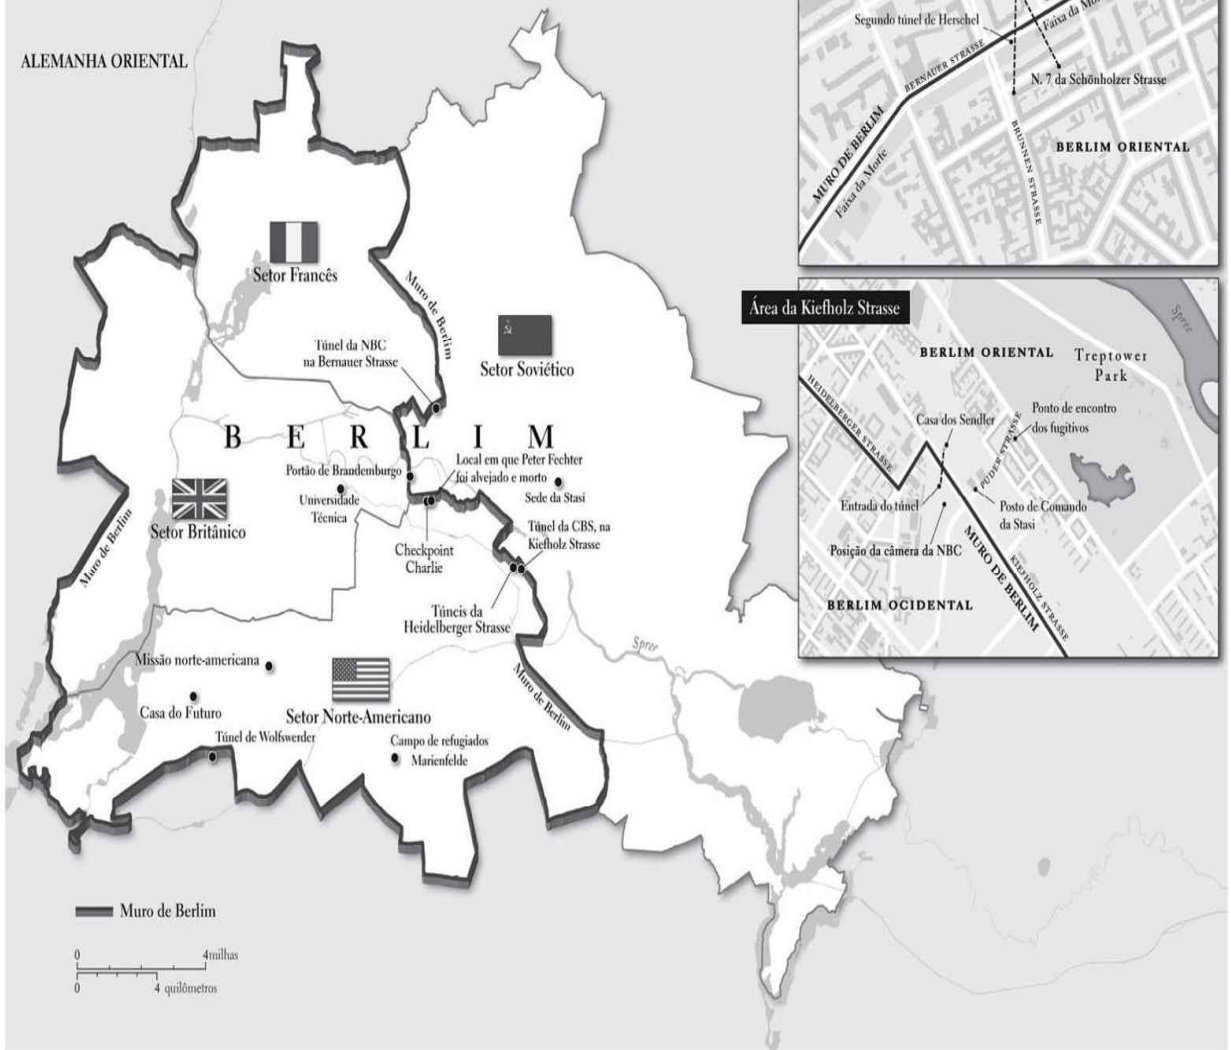 ALEMANHA ORIENTAL
Setor Francês
Muro de Berlim
Túnel da NBC
na Bernauer Strasse
Setor Soviético
BERLIM
Portão de Brandemburgo
Local em que Peter Fechter
foi alvejado e morto
Sede da Stasi
Universidade
Técnica
Setor Britânico
Muro de Berlim
Checkpoint
Charlie
Túnel da CBS, na
Kiefholz Strasse
Túneis da
Heidelberger Strasse
Spree
Missão norte-americana
Casa do Futuro
Setor Norte-Americano
Muro de Berlim
Túnel de Wolfswerder
Campo de refugiados
Marienfelde
Muro de Berlim
0 4 milhas
0 4 quilômetros
Segundo túnel de Herschel
Faixa da Mor
BERNAUER STRASSE
N. 7 da Schönholzer Strasse
MURO DE BERLIM
Faixa da Morte
BRUNNEN STRASSE
BERLIM ORIENTAL
Área da Kiefholz Strasse
Spree
BERLIM ORIENTAL
Treptower
Park
HEIDELBERGER STRASSE
Casa dos Sendler
Ponto de encontro
dos fugitivos
PUDER STRASSE
Entrada do túnel
Posto de Comando
da Stasi
Posição da câmera da NBC
MURO DE BERLIM
KIEFHOLZ STRASSE
BERLIM OCIDENTAL